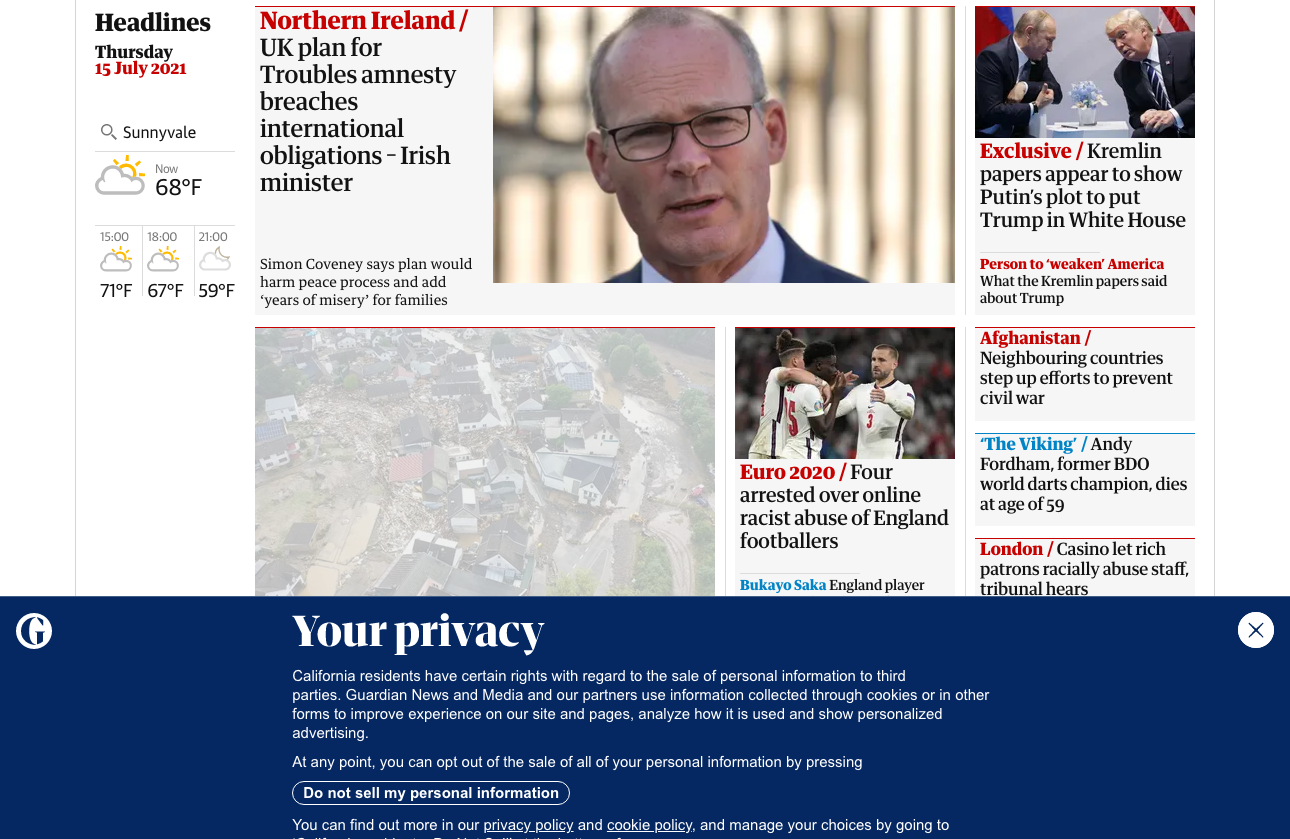 Headlines
Thursday
15 July 2021
Sunnyvale
Now
68°F
15:00
18:00
21:00
71°F
67°F
59°F
Northern Ireland /
UK plan for
Troubles amnesty
breaches
international
obligations – Irish
minister
Simon Coveney says plan would
harm peace process and add
‘years of misery’ for families
Exclusive / Kremlin
papers appear to show
Putin’s plot to put
Trump in White House
Person to ‘weaken’ America
What the Kremlin papers said
about Trump
Euro 2020 / Four
arrested over online
racist abuse of England
footballers
Bukayo Saka England player
Afghanistan /
Neighbouring countries
step up efforts to prevent
civil war
‘The Viking’ / Andy
Fordham, former BDO
world darts champion, dies
at age of 59
London / Casino let rich
patrons racially abuse staff,
tribunal hears
Your privacy
California residents have certain rights with regard to the sale of personal information to third
parties. Guardian News and Media and our partners use information collected through cookies or in other
forms to improve experience on our site and pages, analyze how it is used and show personalized
advertising.
At any point, you can opt out of the sale of all of your personal information by pressing
Do not sell my personal information
You can find out more in our privacy policy and cookie policy, and manage your choices by going to